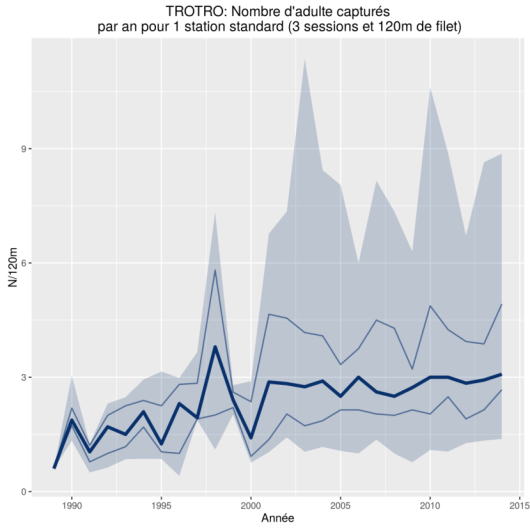 TROTRO: Nombre d'adulte capturés
par an pour 1 station standard (3 sessions et 120m de filet)
9
6
3
0
N/120m
1990 1995 2000 2005 2010 2015
Année